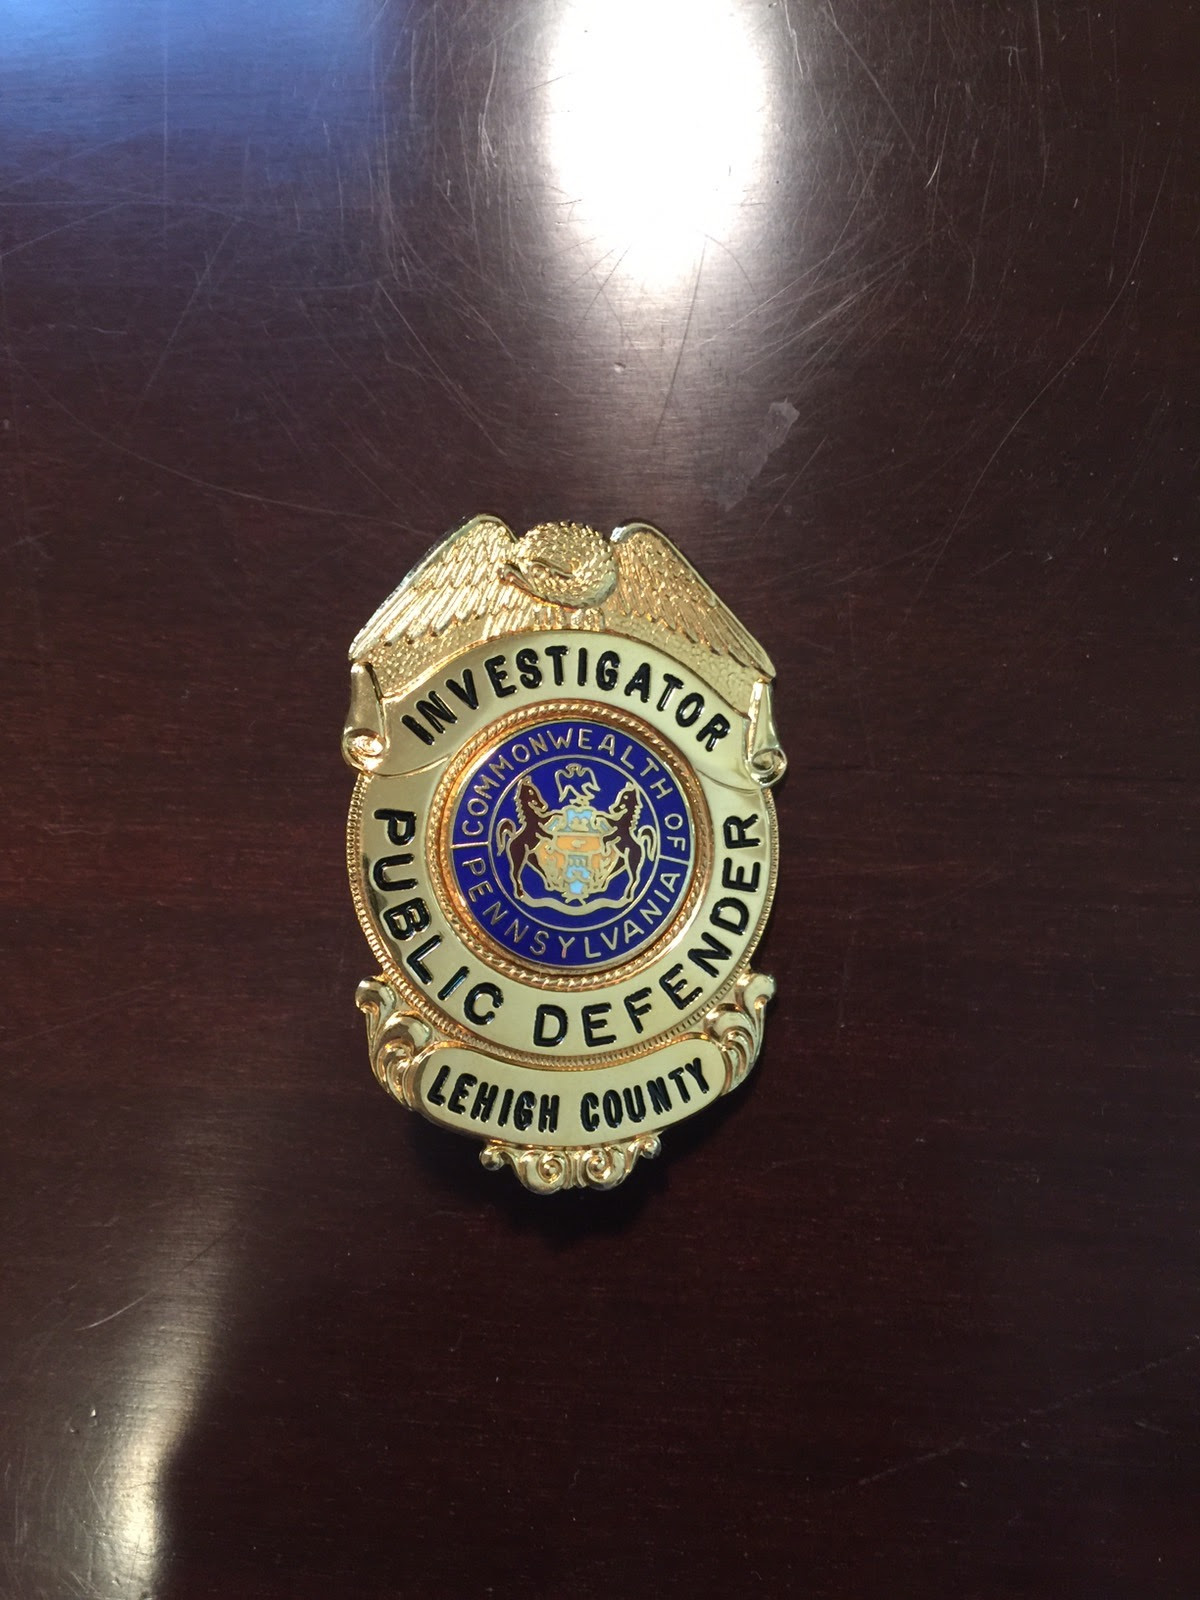 INVESTIGATOR
COMMONWEALTH OF
PENNSYLVANIA
PUBLIC DEFENDER
LEHIGH COUNTY